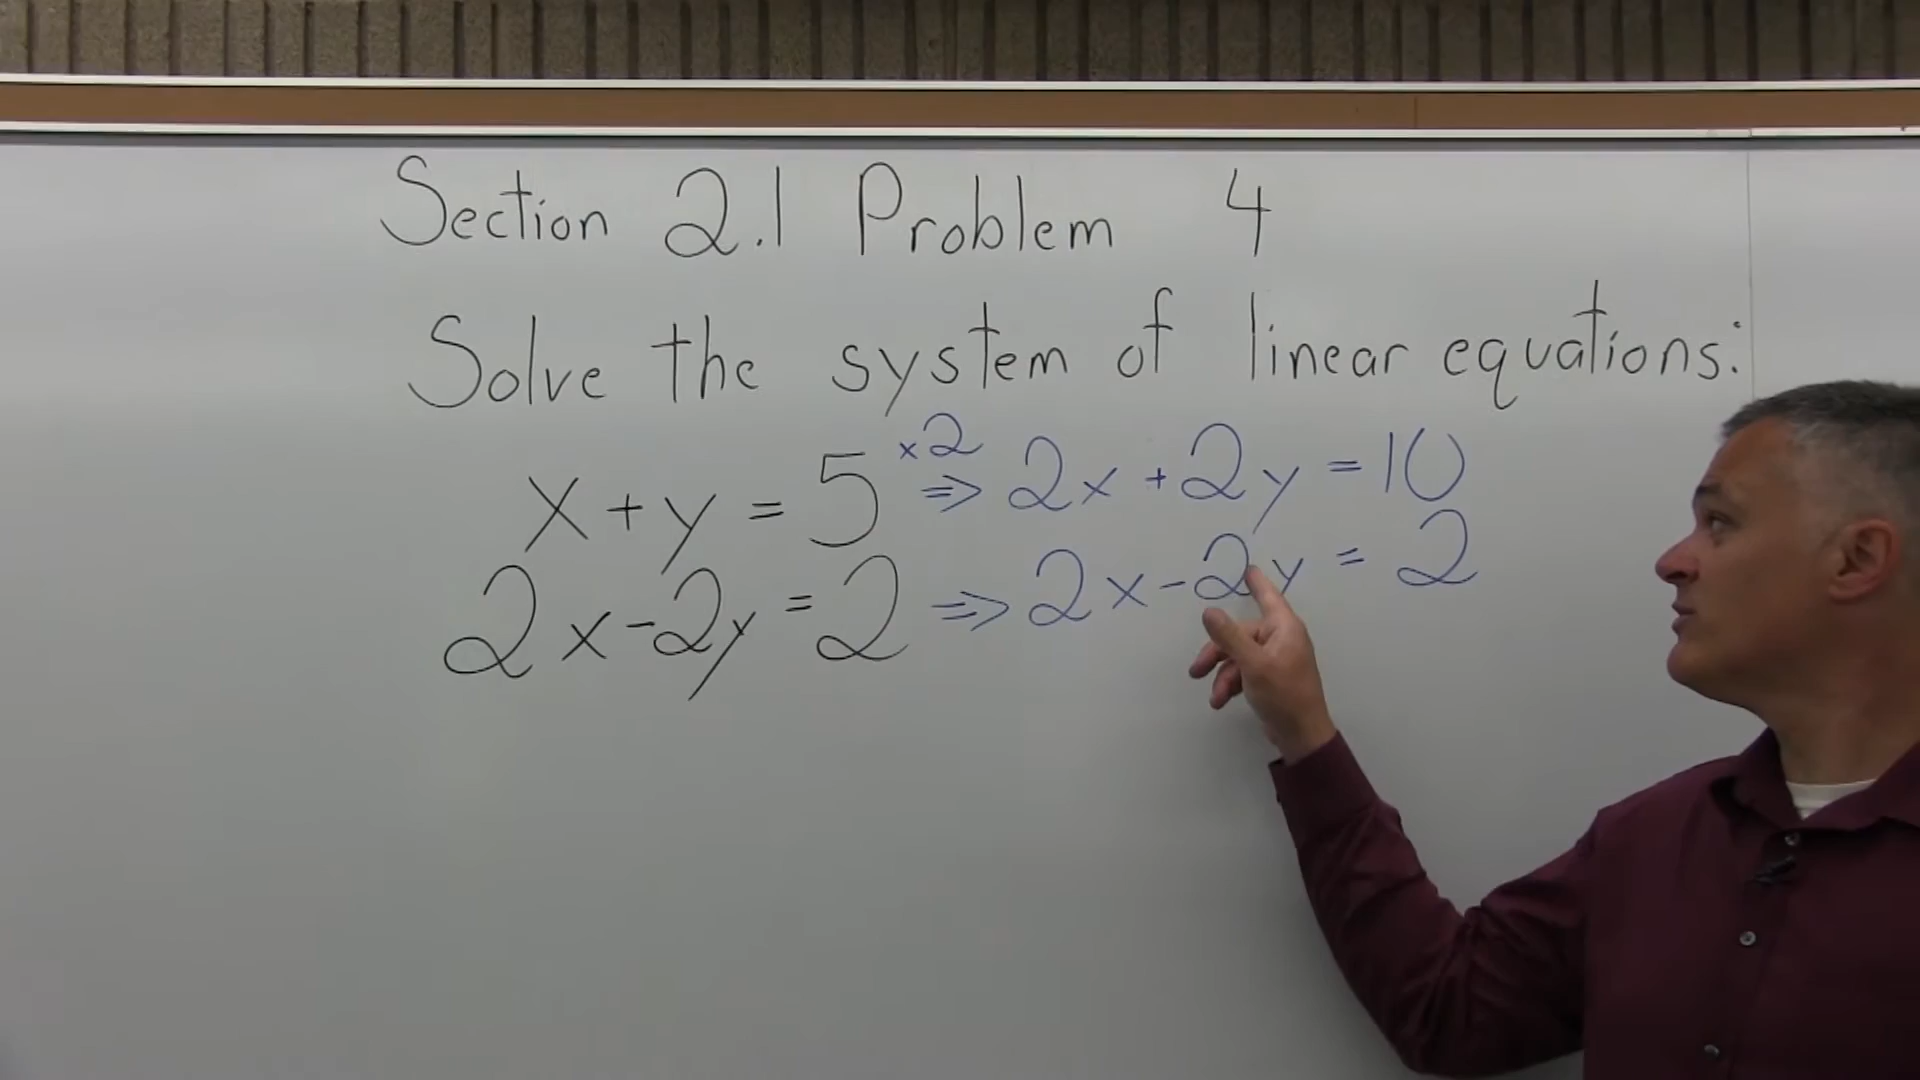 Section 2.1 Problem 4
Solve the system of linear equations:
x + y = 5 ×2 ⇒ 2x + 2y = 10
2x - 2y = 2 ⇒ 2x - 2y = 2